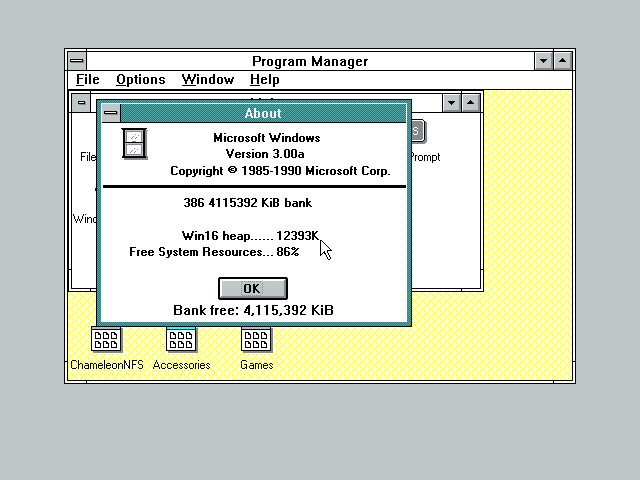 Program Manager
File Options Window Help
About
Microsoft Windows
Version 3.00a
Copyright © 1985-1990 Microsoft Corp.
File
Prompt
386 4115392 KiB bank
Win16 heap...... 12393K
Free System Resources... 86%
OK
Bank free: 4,115,392 KiB
ChameleonNFS Accessories Games